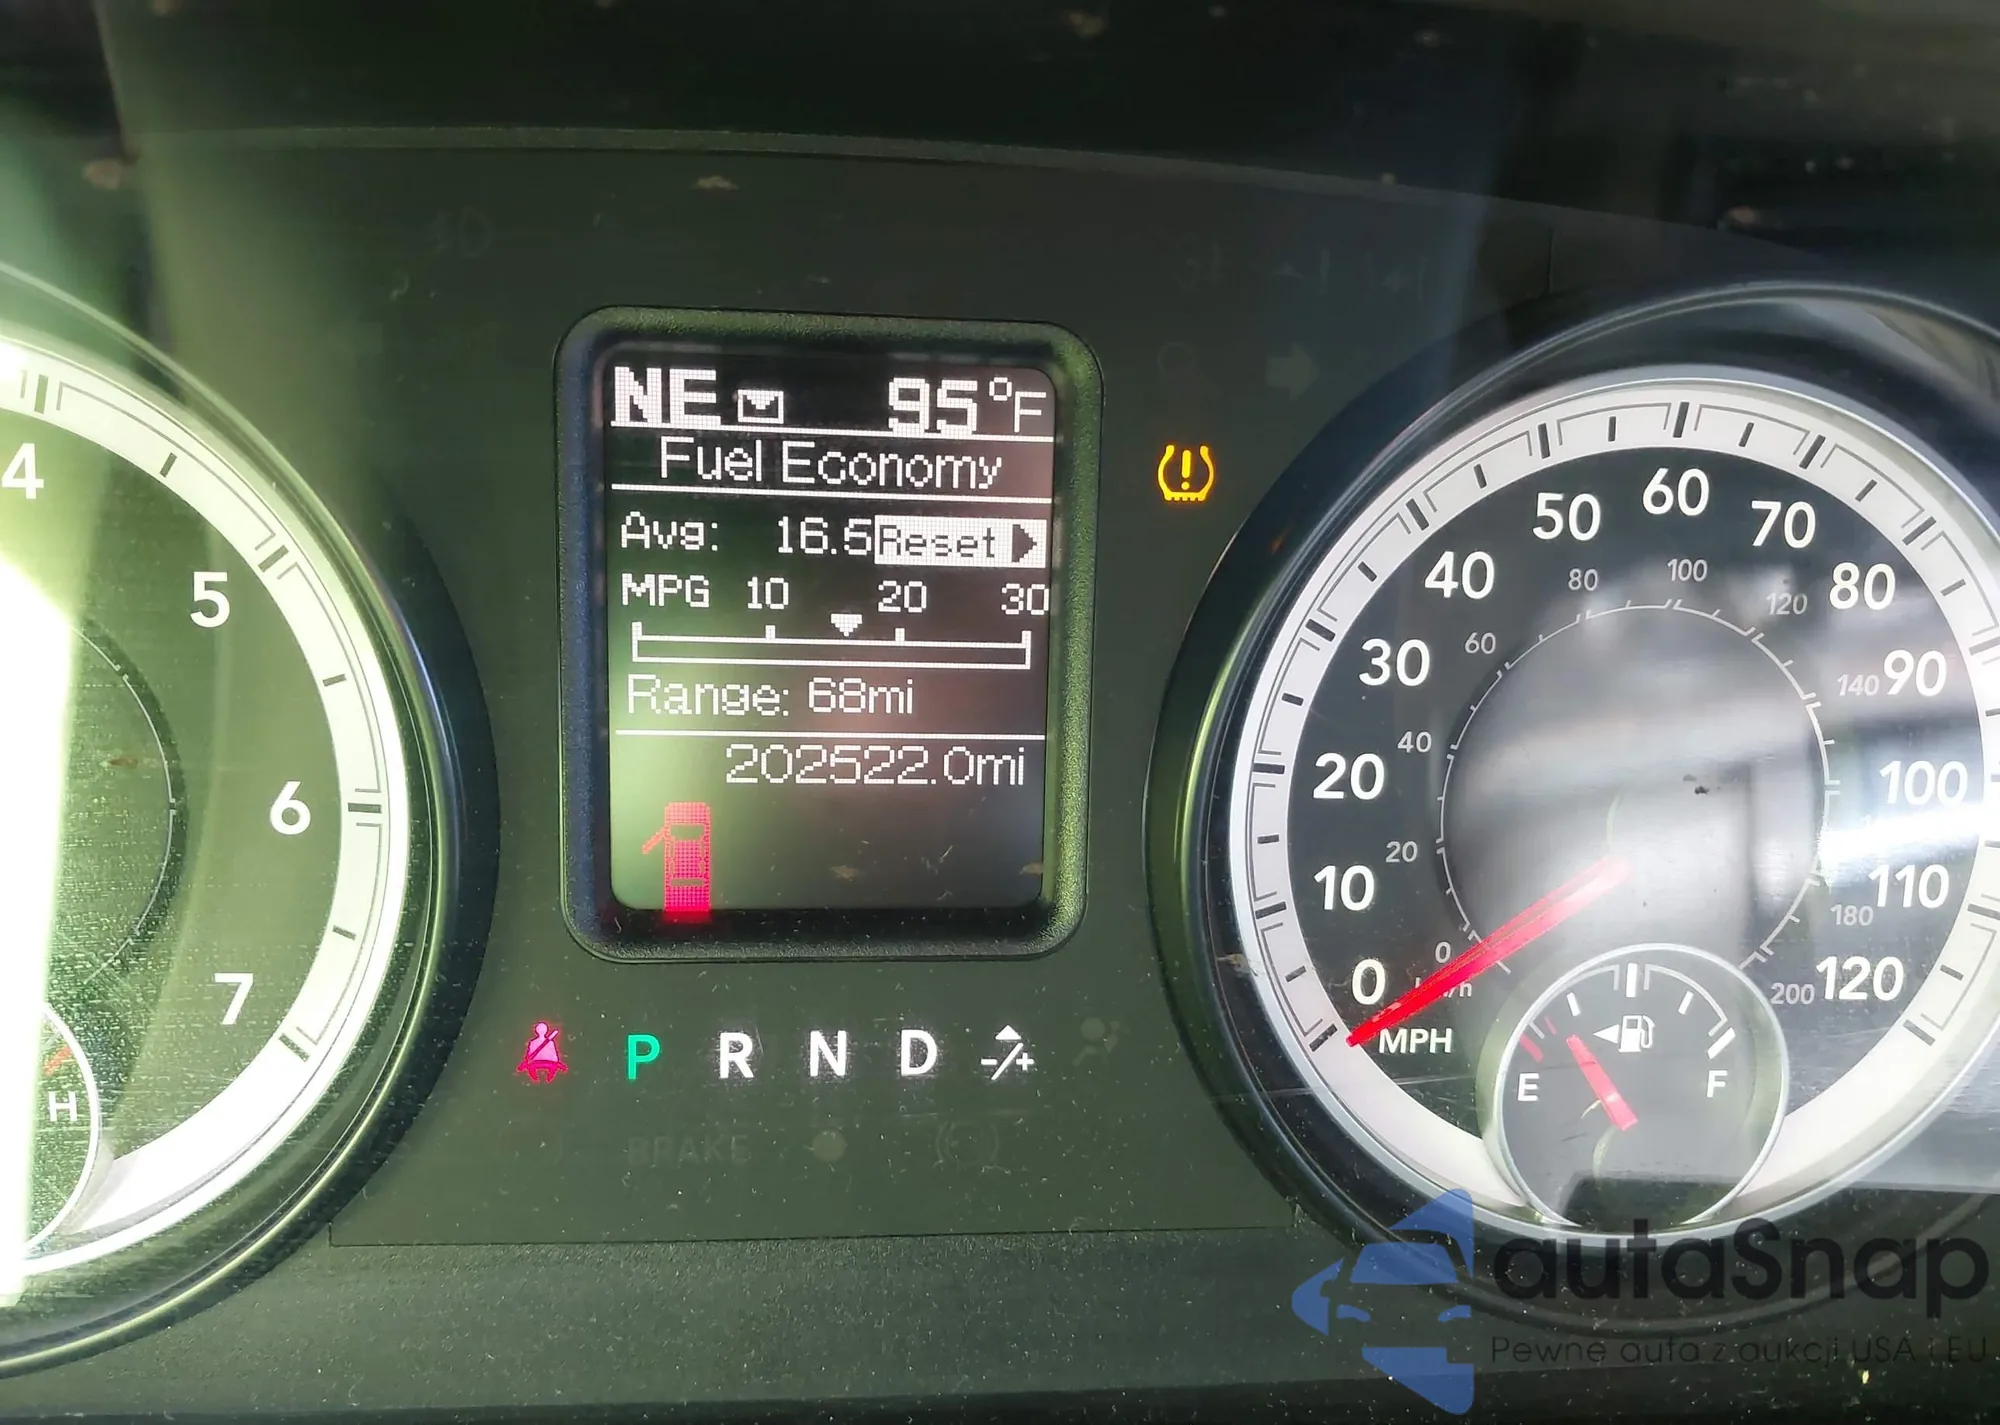 NE 95°F
Fuel Economy
Avg: 16.5 Reset
MPG 10 20 30
Range: 68mi
202522.0mi
P R N D -/+
BRAKE
4
5
6
7
H
0 10 20 30 40 50 60 70 80 90 100 110 120
MPH
0 20 40 60 80 100 120 140 180 200
E F
autaSnap
Pewne auta z aukcji USA i EU